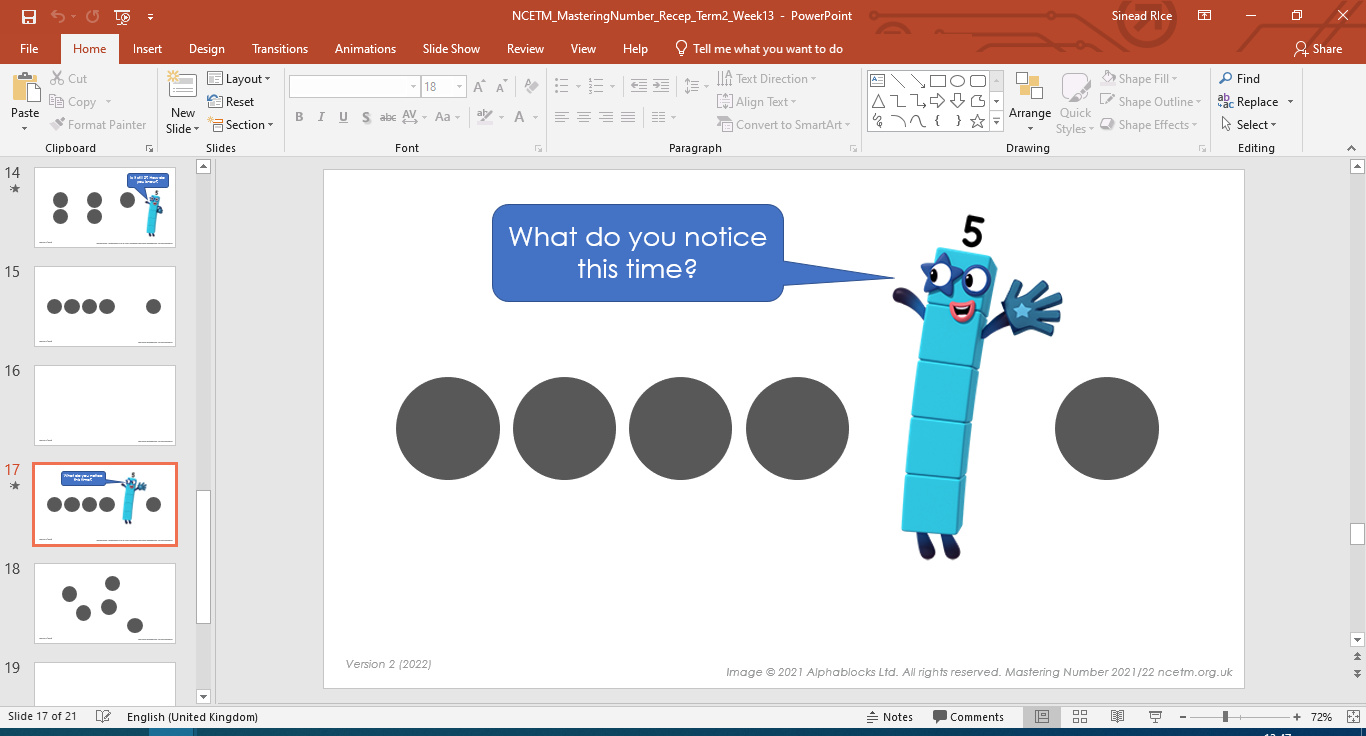 NCETM_MasteringNumber_Recep_Term2_Week13 - PowerPoint
Sinead Rice
File Home Insert Design Transitions Animations Slide Show Review View Help Tell me what you want to do Share
Paste
Cut
Copy
Format Painter
Clipboard
New Slide
Layout
Reset
Section
Slides
18
B I U S abc AV Aa A
Font
Text Direction
Align Text
Convert to SmartArt
Paragraph
Arrange
Quick Styles
Shape Fill
Shape Outline
Shape Effects
Drawing
Find
Replace
Select
Editing
14
15
16
17
What do you notice
this time?
18
19
What do you notice
this time?
5
Version 2 (2022)
Image © 2021 Alphablocks Ltd. All rights reserved. Mastering Number 2021/22 ncetm.org.uk
Slide 17 of 21 English (United Kingdom) Notes Comments 72%